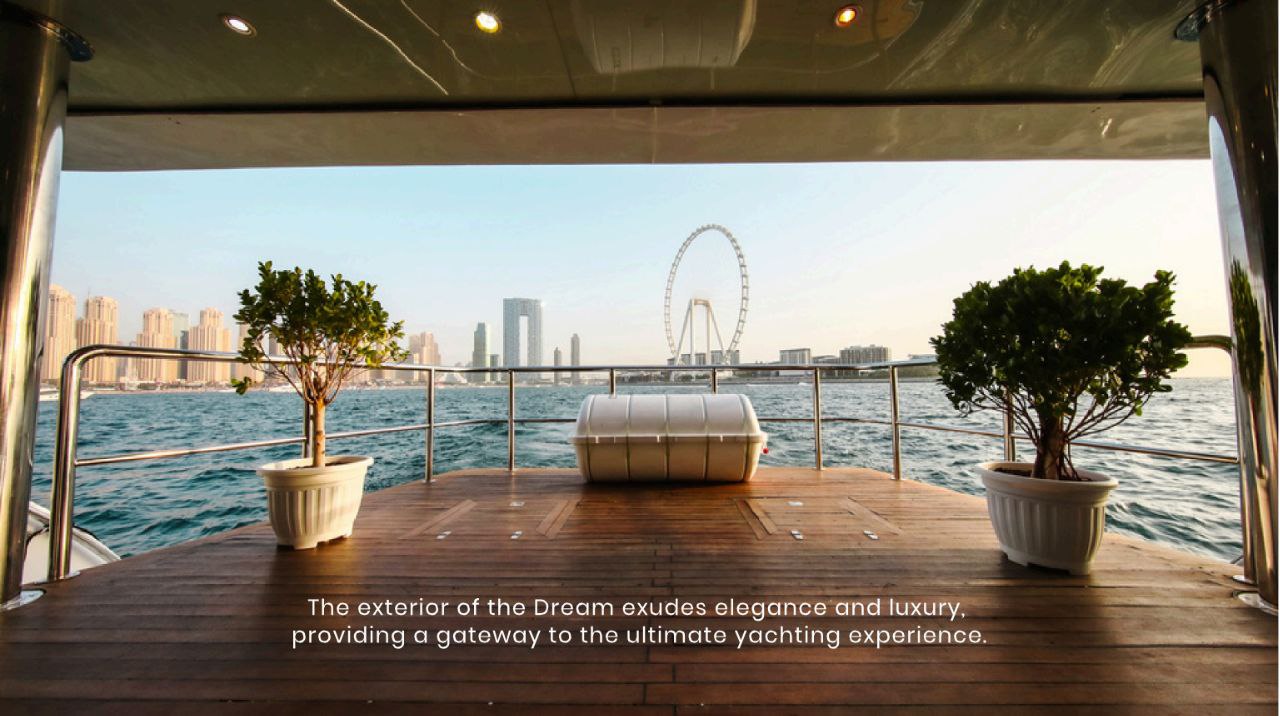 The exterior of the Dream exudes elegance and luxury,
providing a gateway to the ultimate yachting experience.